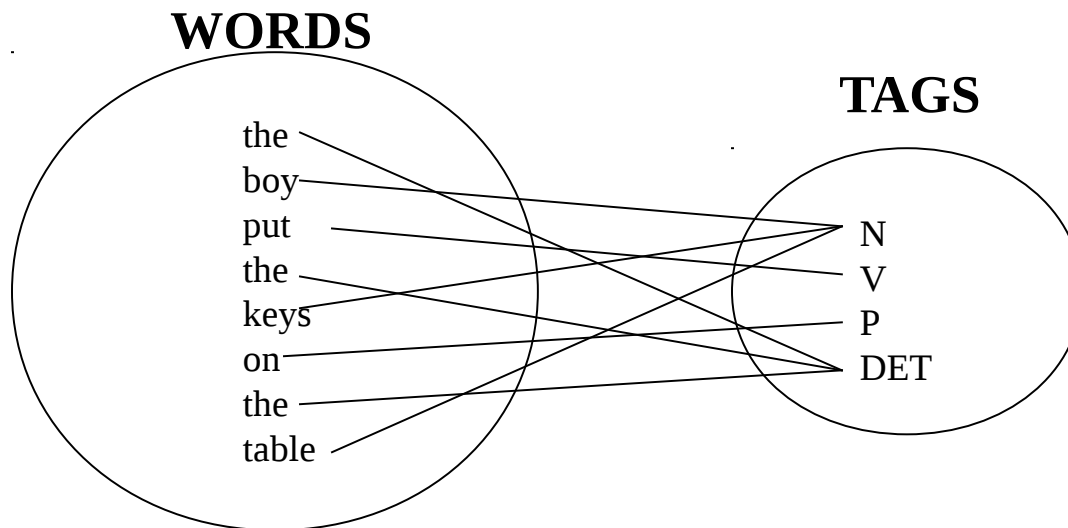 WORDS
the
boy
put
the
keys
on
the
table
TAGS
N
V
P
DET